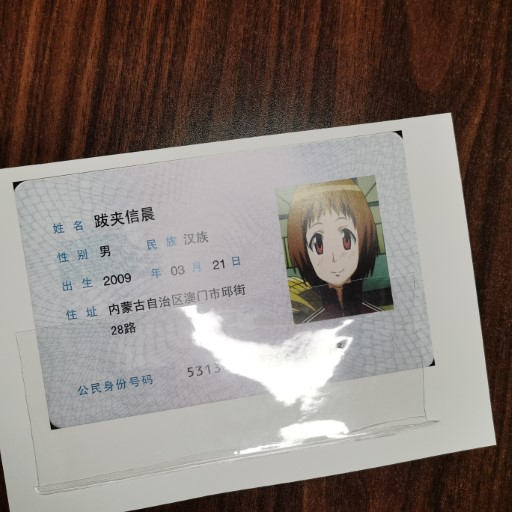 姓名 跋夹信晨
性别 男 民族 汉族
出生 2009 年 03 月 21 日
住址 内蒙古自治区澳门市邱街
28路
公民身份号码 5313